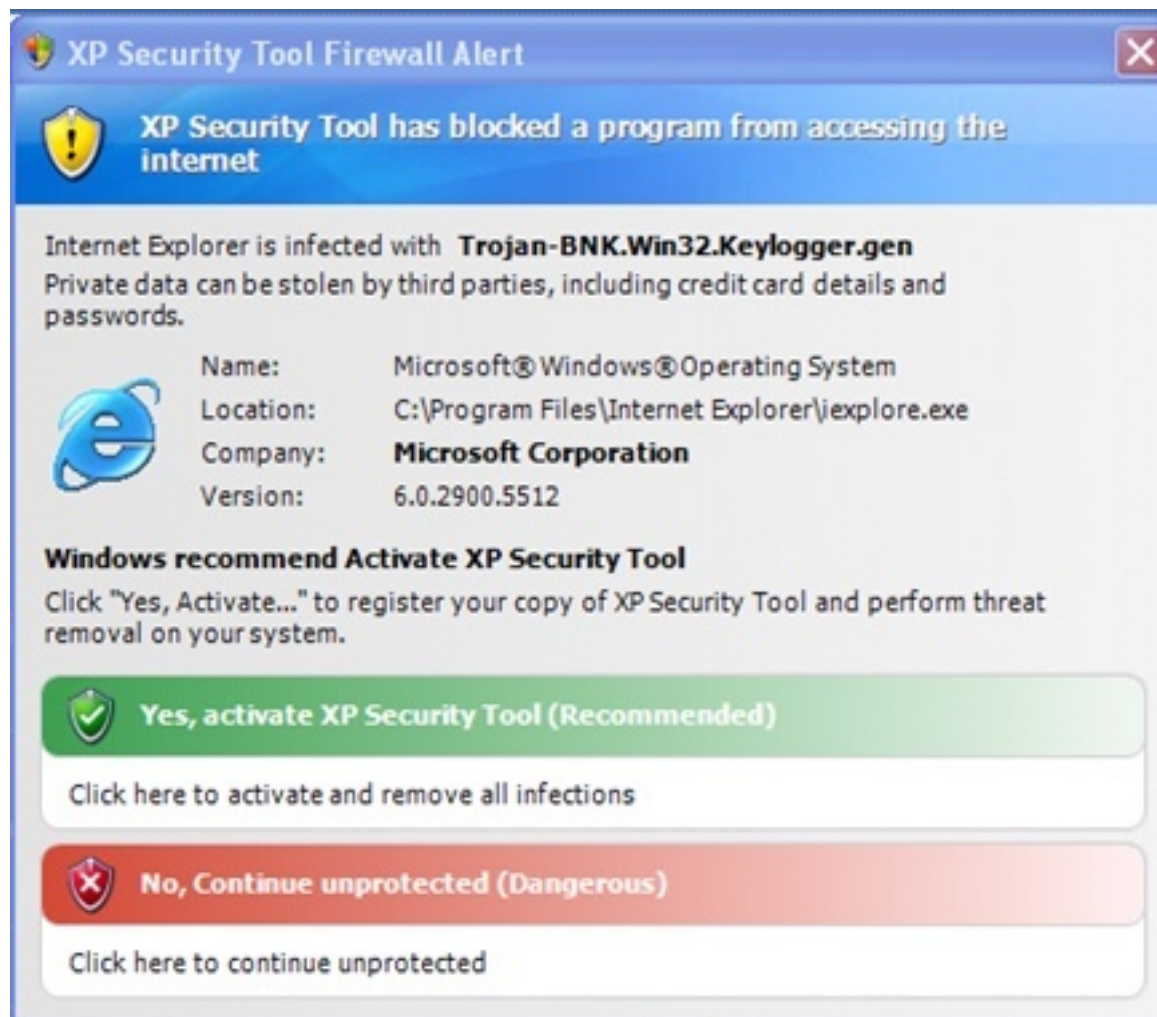 XP Security Tool Firewall Alert
XP Security Tool has blocked a program from accessing the
internet
Internet Explorer is infected with Trojan-BNK.Win32.Keylogger.gen
Private data can be stolen by third parties, including credit card details and
passwords.
Name: Microsoft® Windows® Operating System
Location: C:\Program Files\Internet Explorer\iexplore.exe
Company: Microsoft Corporation
Version: 6.0.2900.5512
Windows recommend Activate XP Security Tool
Click "Yes, Activate..." to register your copy of XP Security Tool and perform threat
removal on your system.
Yes, activate XP Security Tool (Recommended)
Click here to activate and remove all infections
No, Continue unprotected (Dangerous)
Click here to continue unprotected